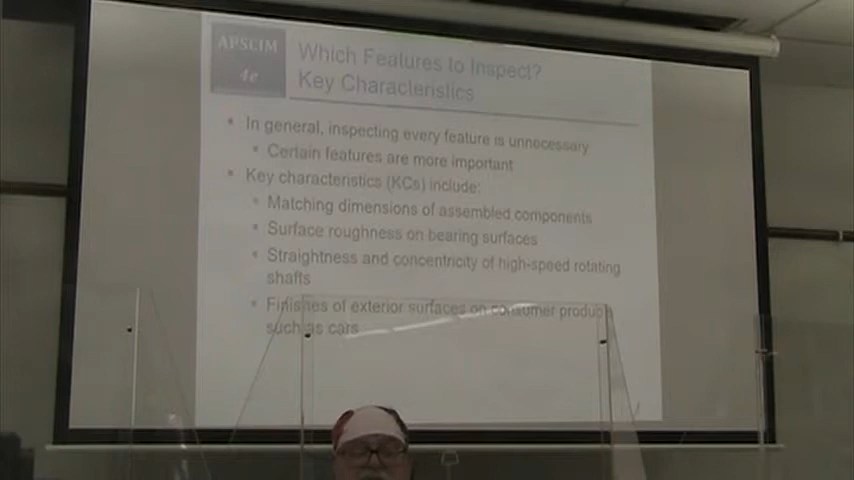 APSCIM
4e
Which Features to Inspect?
Key Characteristics
• In general, inspecting every feature is unnecessary
• Certain features are more important
• Key characteristics (KCs) include:
• Matching dimensions of assembled components
• Surface roughness on bearing surfaces
• Straightness and concentricity of high-speed rotating
shafts
• Finishes of exterior surfaces on consumer products
such as cars